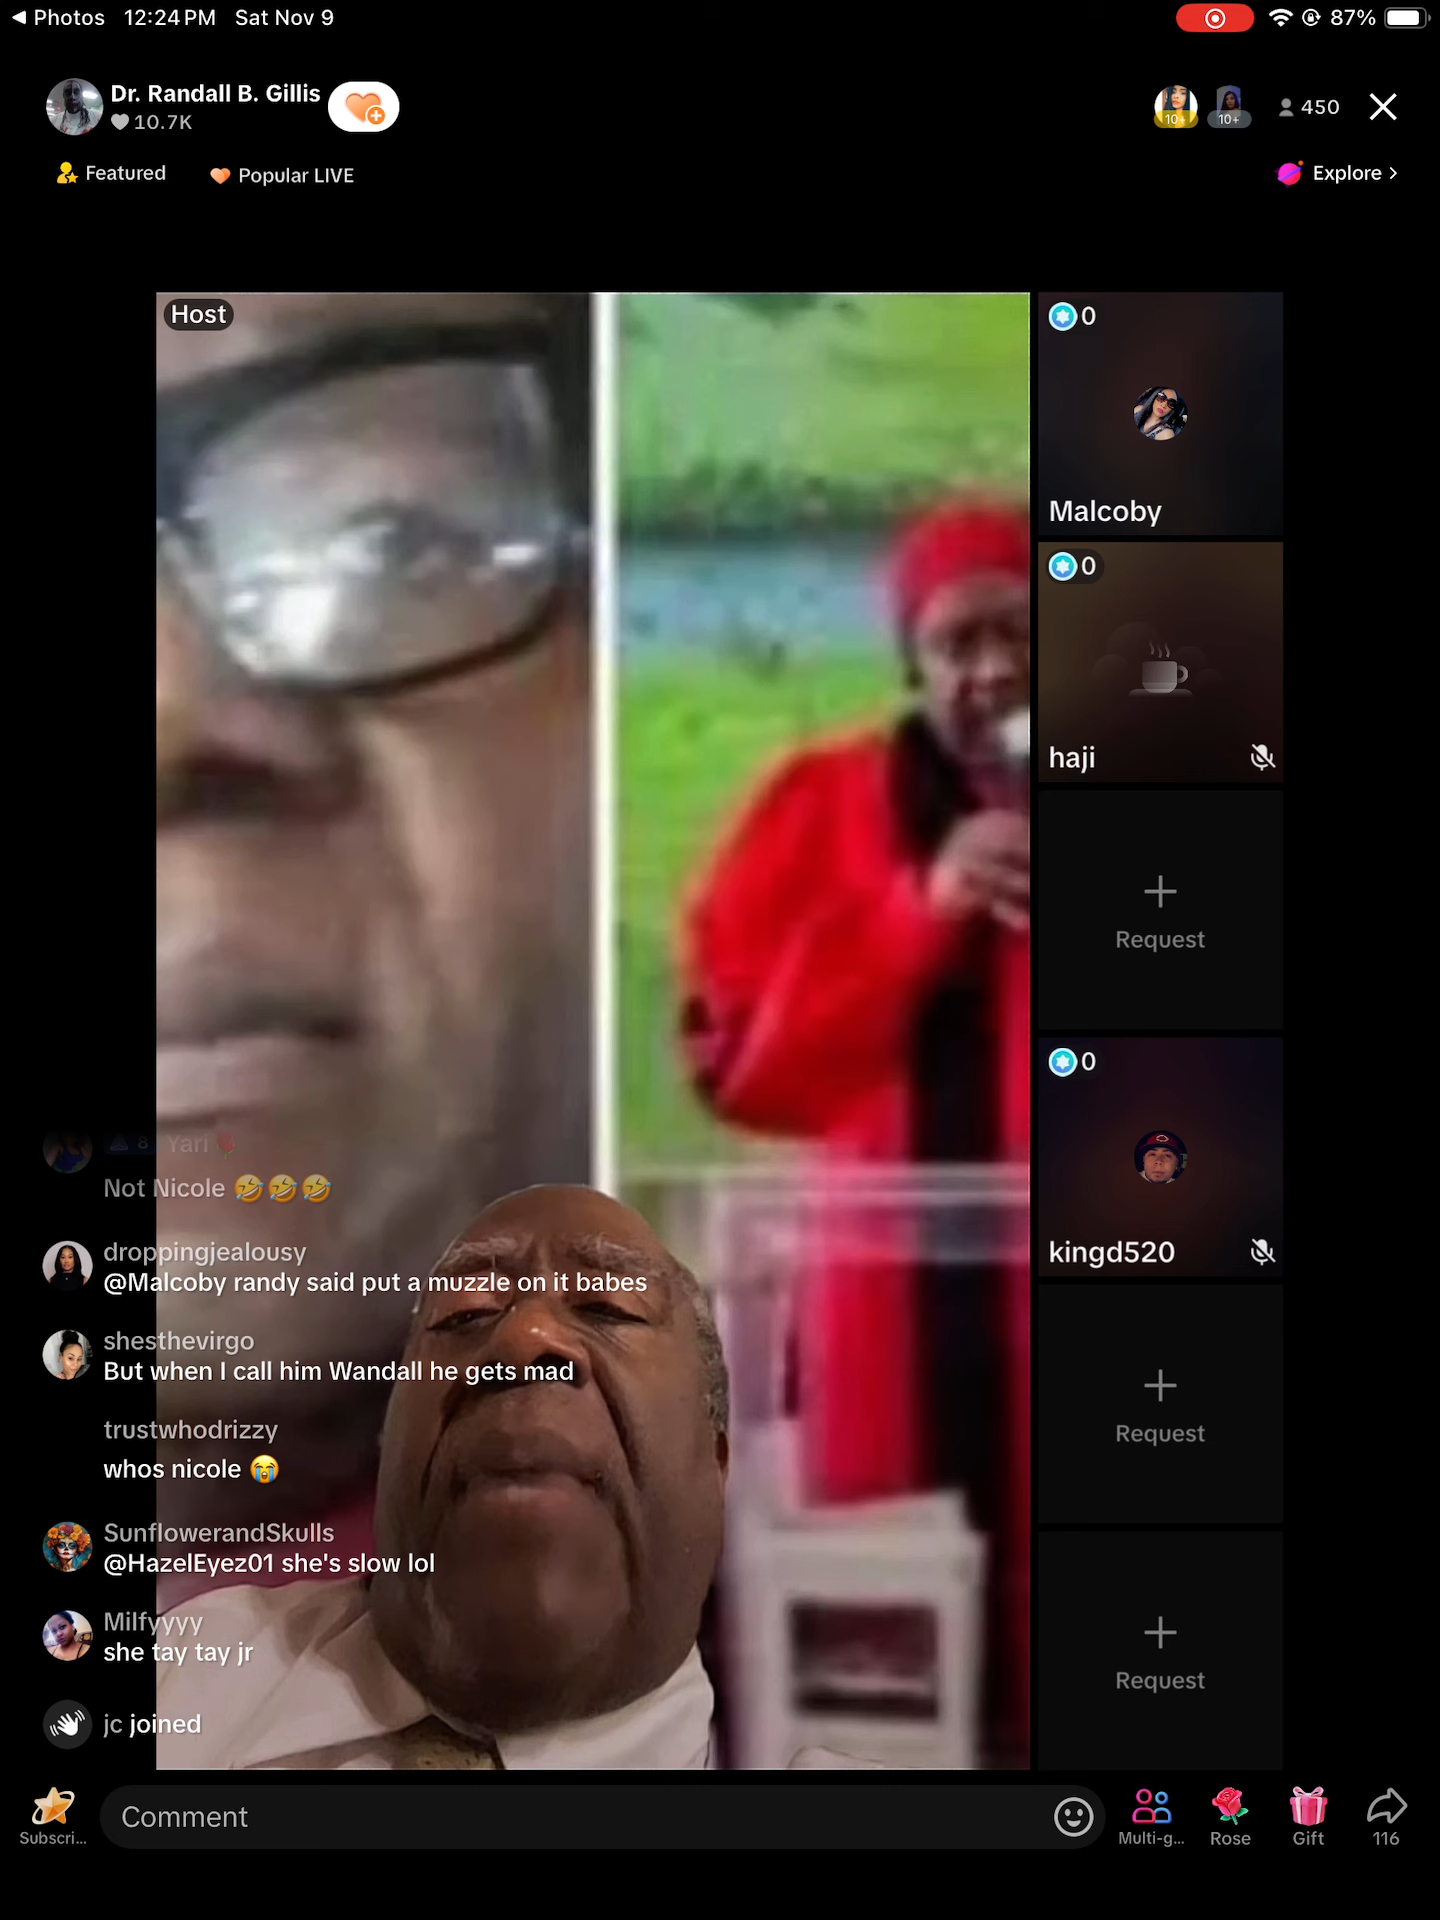 Photos 12:24 PM Sat Nov 9
87%
Dr. Randall B. Gillis
10.7K
10+
10+
450
Featured
Popular LIVE
Explore
Host
0
Malcoby
0
haji
Request
0
kingd520
Request
Request
8 Yari
Not Nicole 🤣🤣🤣
droppingjealousy
@Malcoby randy said put a muzzle on it babes
shesthevirgo
But when I call him Wandall he gets mad
trustwhodrizzy
whos nicole 😭
SunflowerandSkulls
@HazelEyez01 she's slow lol
Milfyyyy
she tay tay jr
jc joined
Subscri...
Comment
Multi-g...
Rose
Gift
116